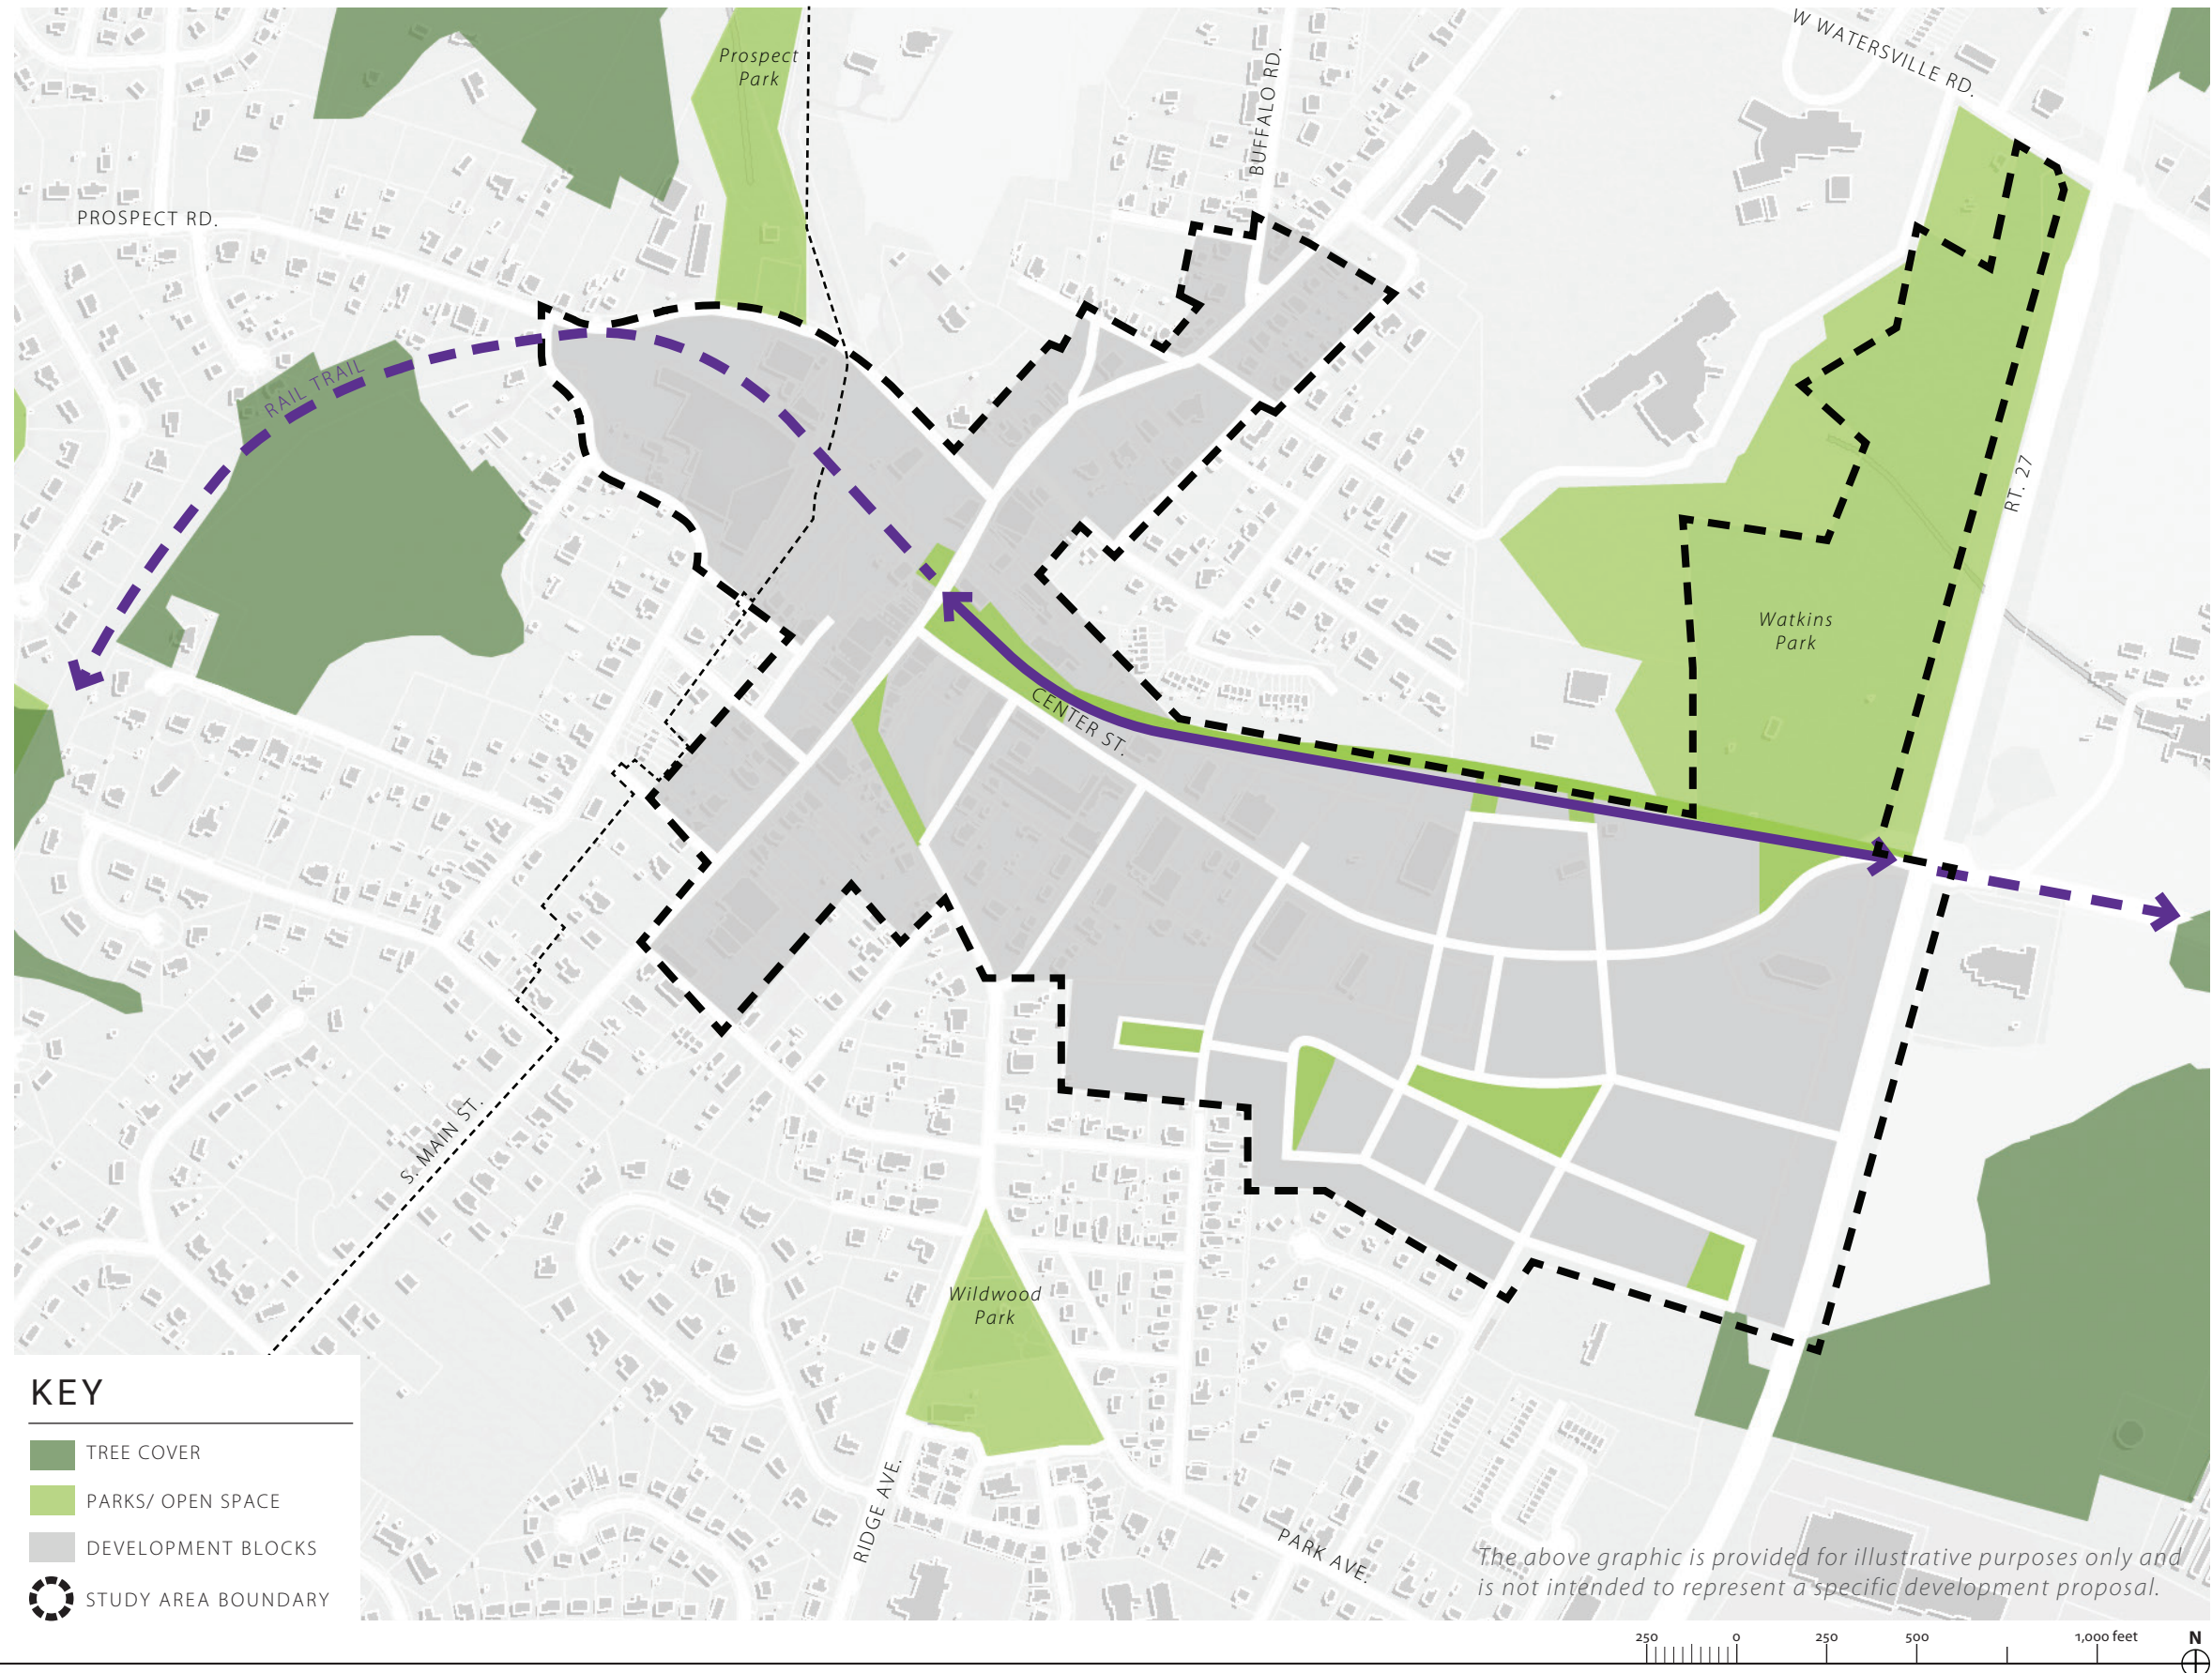 W WATERSVILLE RD.
Prospect
Park
BUFFALO RD.
PROSPECT RD.
RAIL TRAIL
RT. 27
Watkins
Park
CENTER ST.
S. MAIN ST.
Wildwood
Park
RIDGE AVE.
PARK AVE.
KEY
TREE COVER
PARKS/ OPEN SPACE
DEVELOPMENT BLOCKS
STUDY AREA BOUNDARY
The above graphic is provided for illustrative purposes only and
is not intended to represent a specific development proposal.
250 0 250 500 1,000 feet N